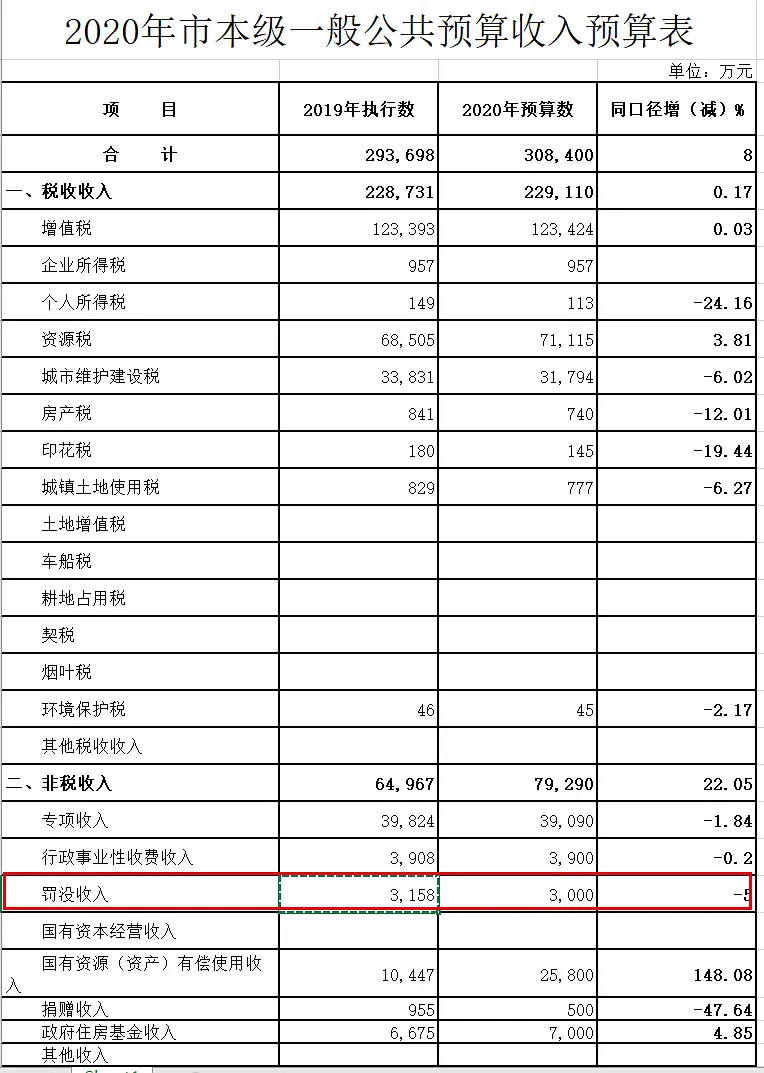 2020年市本级一般公共预算收入预算表
单位：万元
项 目 2019年执行数 2020年预算数 同口径增（减）%
合 计 293,698 308,400 8
一、税收收入 228,731 229,110 0.17
增值税 123,393 123,424 0.03
企业所得税 957 957
个人所得税 149 113 -24.16
资源税 68,505 71,115 3.81
城市维护建设税 33,831 31,794 -6.02
房产税 841 740 -12.01
印花税 180 145 -19.44
城镇土地使用税 829 777 -6.27
土地增值税
车船税
耕地占用税
契税
烟叶税
环境保护税 46 45 -2.17
其他税收收入
二、非税收入 64,967 79,290 22.05
专项收入 39,824 39,090 -1.84
行政事业性收费收入 3,908 3,900 -0.2
罚没收入 3,158 3,000 -5
国有资本经营收入
国有资源（资产）有偿使用收
入 10,447 25,800 148.08
捐赠收入 955 500 -47.64
政府住房基金收入 6,675 7,000 4.85
其他收入